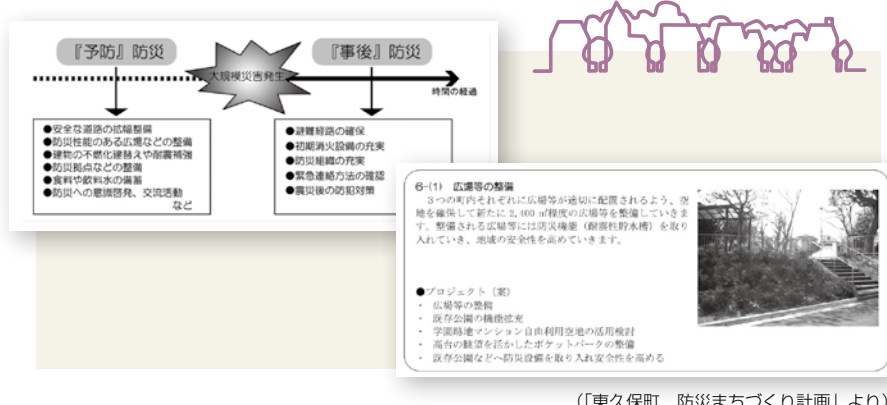 『予防』防災
『事後』防災
大規模災害発生
時間の経過
●安全な道路の拡幅整備
●防災性能のある広場などの整備
●建物の不燃化建替えや耐震補強
●防災拠点などの整備
●食料や飲料水の備蓄
●防災への意識啓発、交流活動
など
●避難経路の確保
●初期消火設備の充実
●防災組織の充実
●緊急連絡方法の確認
●震災後の防犯対策
6-(1) 広場等の整備
3つの町内それぞれに広場等が適切に配置されるよう、空
地を確保して新たに 2,400 ㎡程度の広場等を整備していきま
す。整備される広場等には防災機能（耐震性貯水槽）を取り
入れていき、地域の安全性を高めていきます。
●プロジェクト（案）
・ 広場等の整備
・ 既存公園の機能拡充
・ 学園跡地マンション自由利用空地の活用検討
・ 高台の眺望を活かしたポケットパークの整備
・ 既存公園などへ防災設備を取り入れ安全性を高める
（「東久保町 防災まちづくり計画」より）